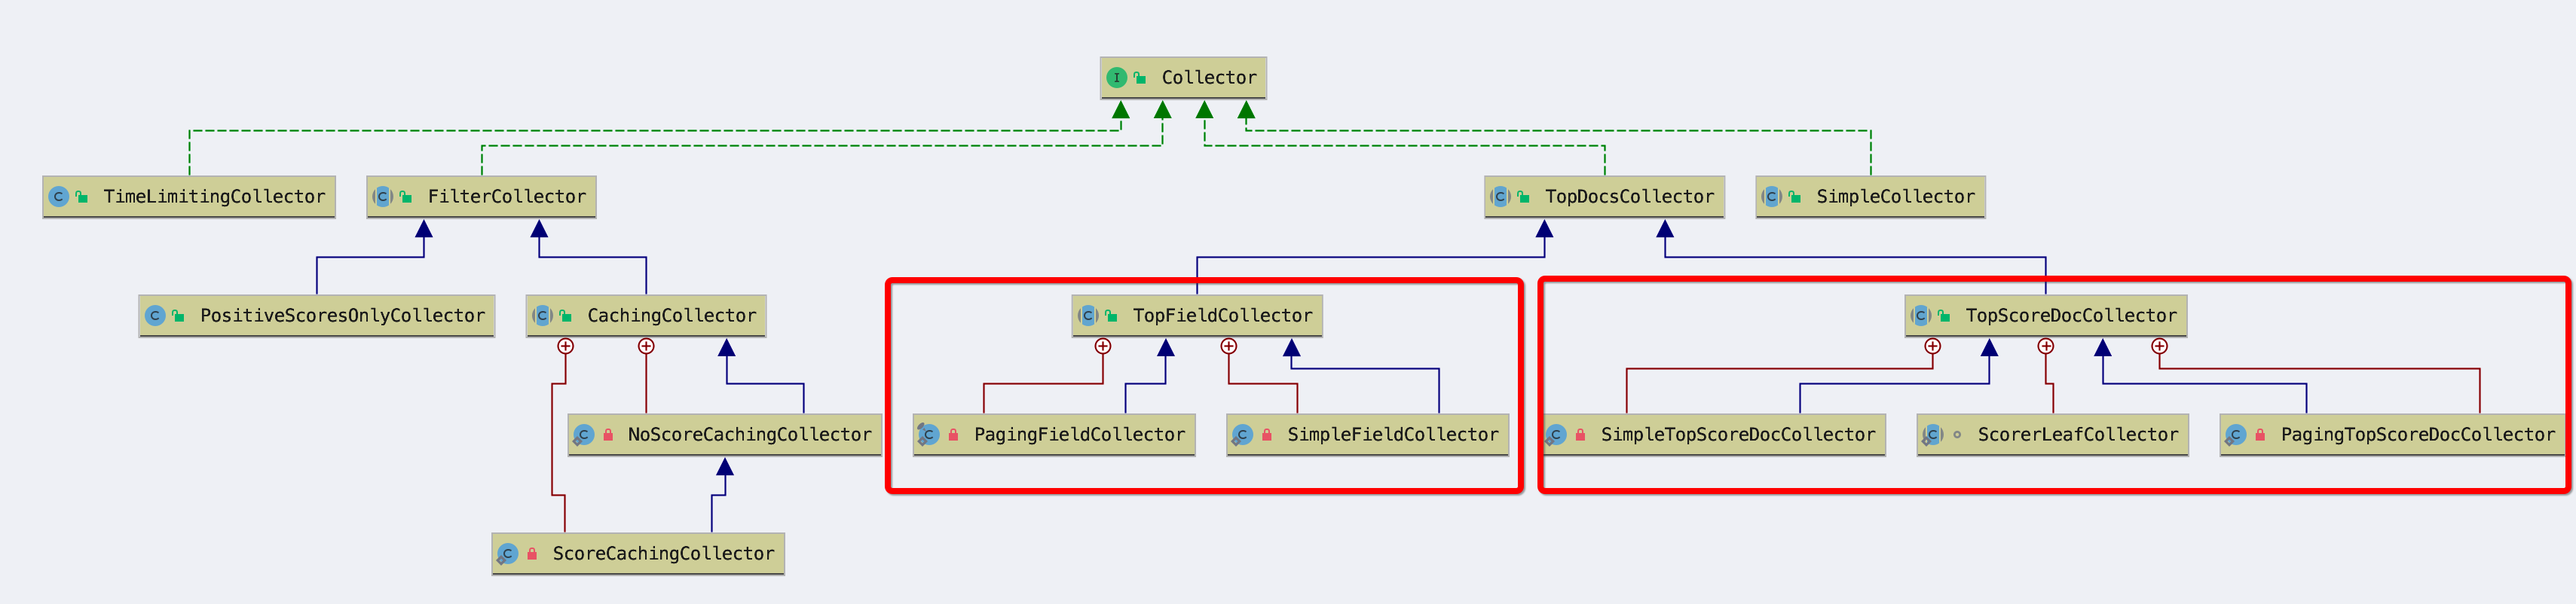 Collector
TimeLimitingCollector
FilterCollector
TopDocsCollector
SimpleCollector
PositiveScoresOnlyCollector
CachingCollector
TopFieldCollector
TopScoreDocCollector
NoScoreCachingCollector
PagingFieldCollector
SimpleFieldCollector
SimpleTopScoreDocCollector
ScorerLeafCollector
PagingTopScoreDocCollector
ScoreCachingCollector